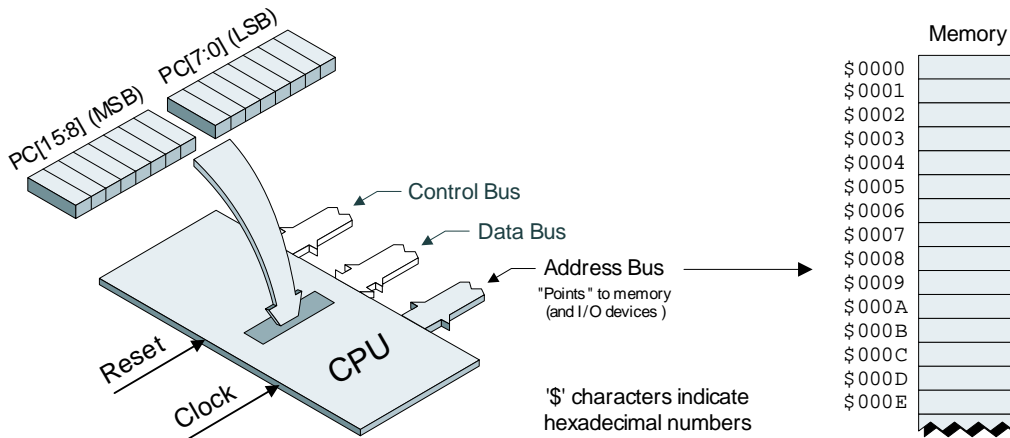 PC[7:0] (LSB)
PC[15:8] (MSB)
Control Bus
Data Bus
Address Bus
"Points" to memory
(and I/O devices )
CPU
Reset
Clock
'$' characters indicate
hexadecimal numbers
Memory
$0000
$0001
$0002
$0003
$0004
$0005
$0006
$0007
$0008
$0009
$000A
$000B
$000C
$000D
$000E